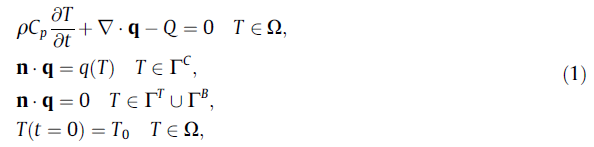 ρC_p ∂T/∂t + ∇ · **q** − Q = 0 T ∈ Ω,
**n** · **q** = q(T) T ∈ Γ^C,
(1)
**n** · **q** = 0 T ∈ Γ^T ∪ Γ^B,
T(t = 0) = T_0 T ∈ Ω,